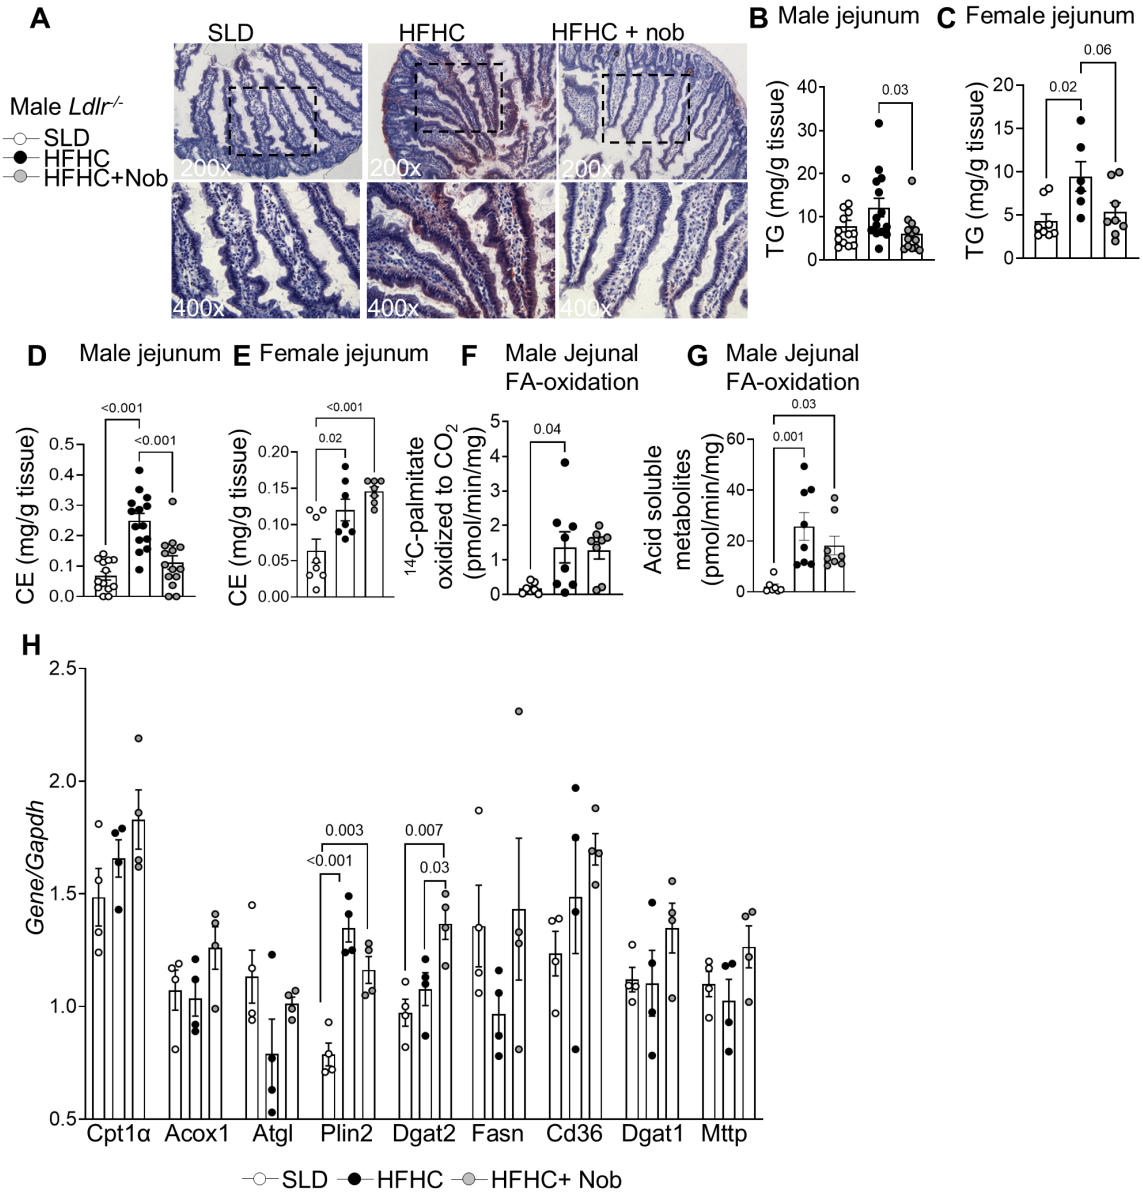 A
SLD
HFHC
HFHC + nob
Male Ldlr-/-
SLD
HFHC
HFHC+Nob
200x
200x
200x
400x
400x
400x
B Male jejunum
TG (mg/g tissue)
40
30
20
10
0
0.03
C Female jejunum
TG (mg/g tissue)
20
15
10
5
0
0.02
0.06
D Male jejunum
CE (mg/g tissue)
0.5
0.4
0.3
0.2
0.1
0.0
<0.001
<0.001
E Female jejunum
CE (mg/g tissue)
0.20
0.15
0.10
0.05
0.00
0.02
<0.001
F Male Jejunal
FA-oxidation
14C-palmitate
oxidized to CO2
(pmol/min/mg)
5
4
3
2
1
0
0.04
G Male Jejunal
FA-oxidation
Acid soluble
metabolites
(pmol/min/mg)
60
40
20
0
0.03
0.001
H
Gene/Gapdh
2.5
2.0
1.5
1.0
0.5
0.003
<0.001
0.007
0.03
Cpt1α Acox1 Atgl Plin2 Dgat2 Fasn Cd36 Dgat1 Mttp
SLD HFHC HFHC+ Nob